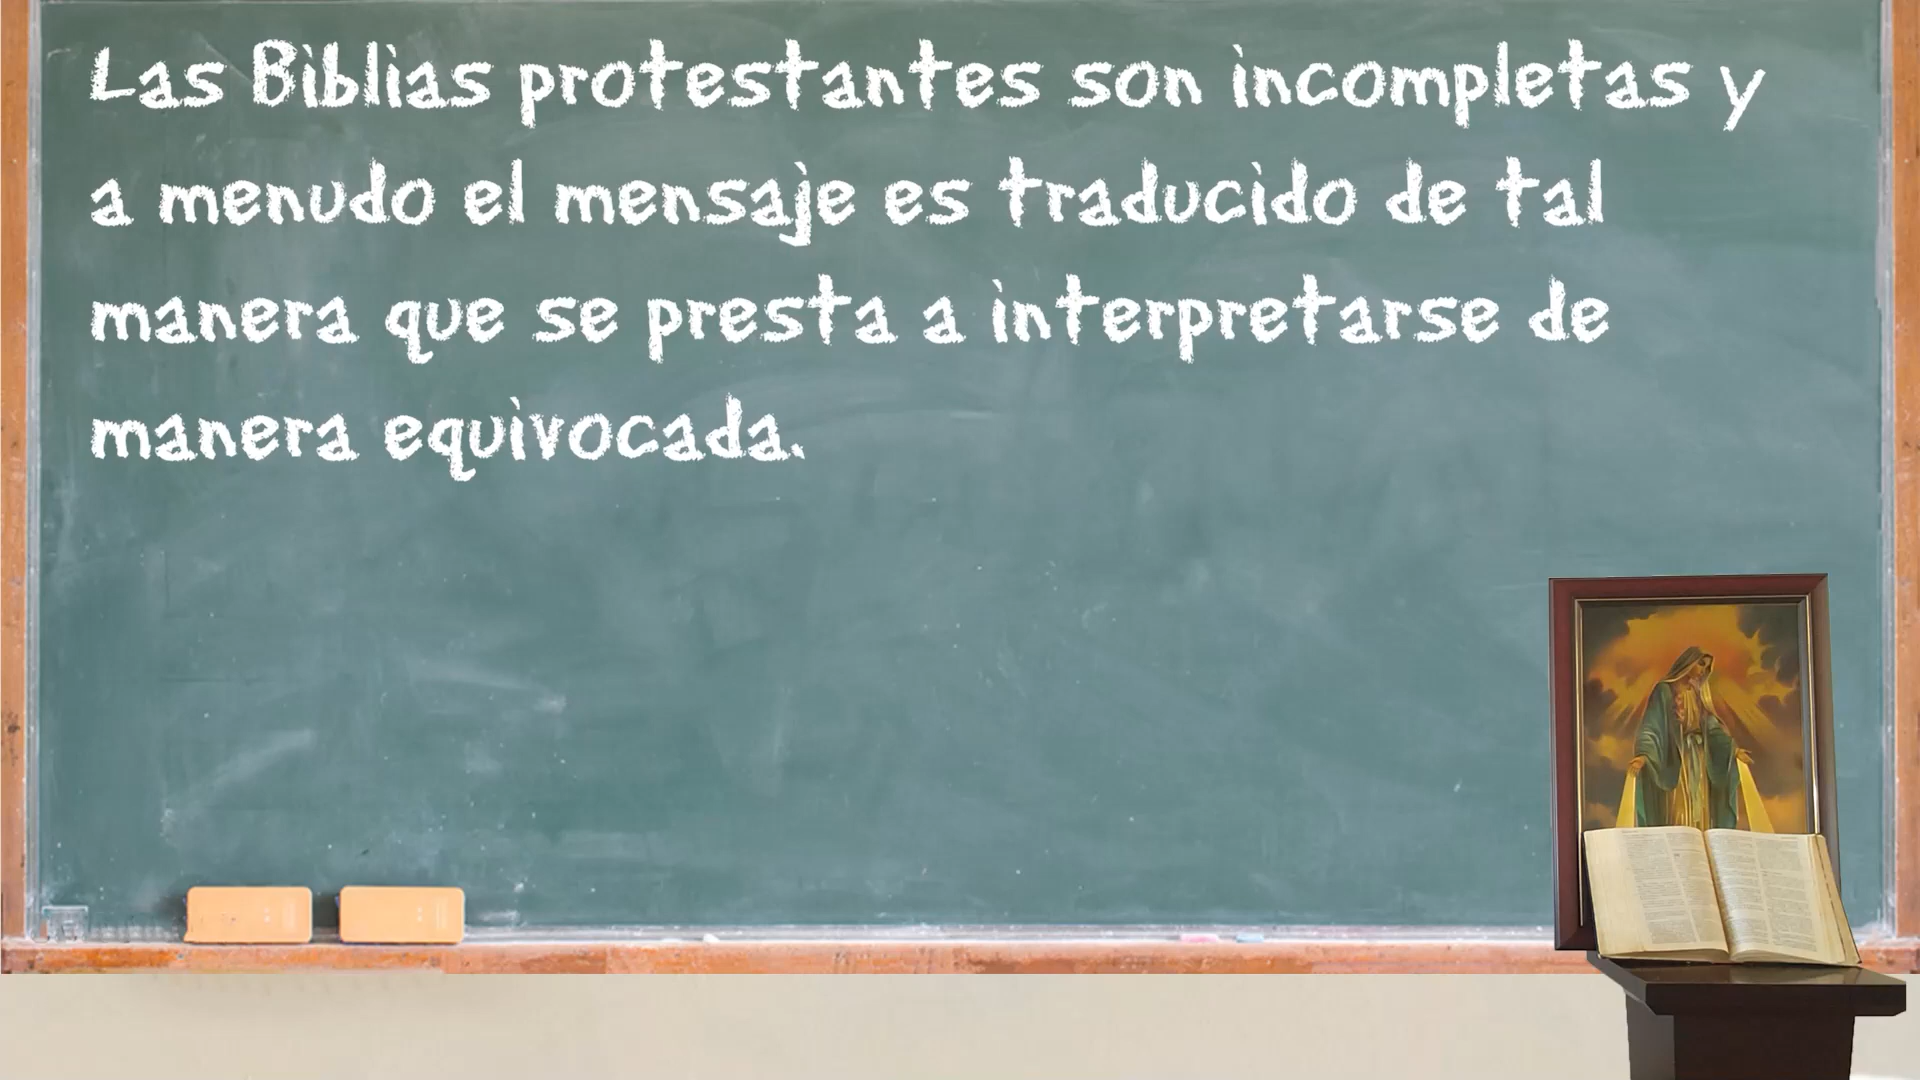 Las Biblias protestantes son incompletas y
a menudo el mensaje es traducido de tal
manera que se presta a interpretarse de
manera equivocada.